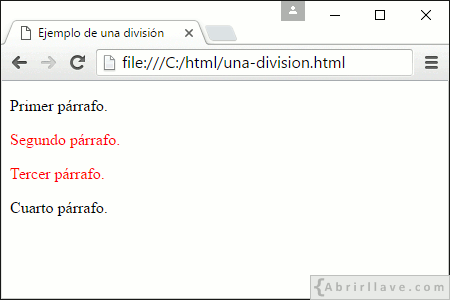 Ejemplo de una división
file:///C:/html/una-division.html
Primer párrafo.
Segundo párrafo.
Tercer párrafo.
Cuarto párrafo.
{Abrirllave.com